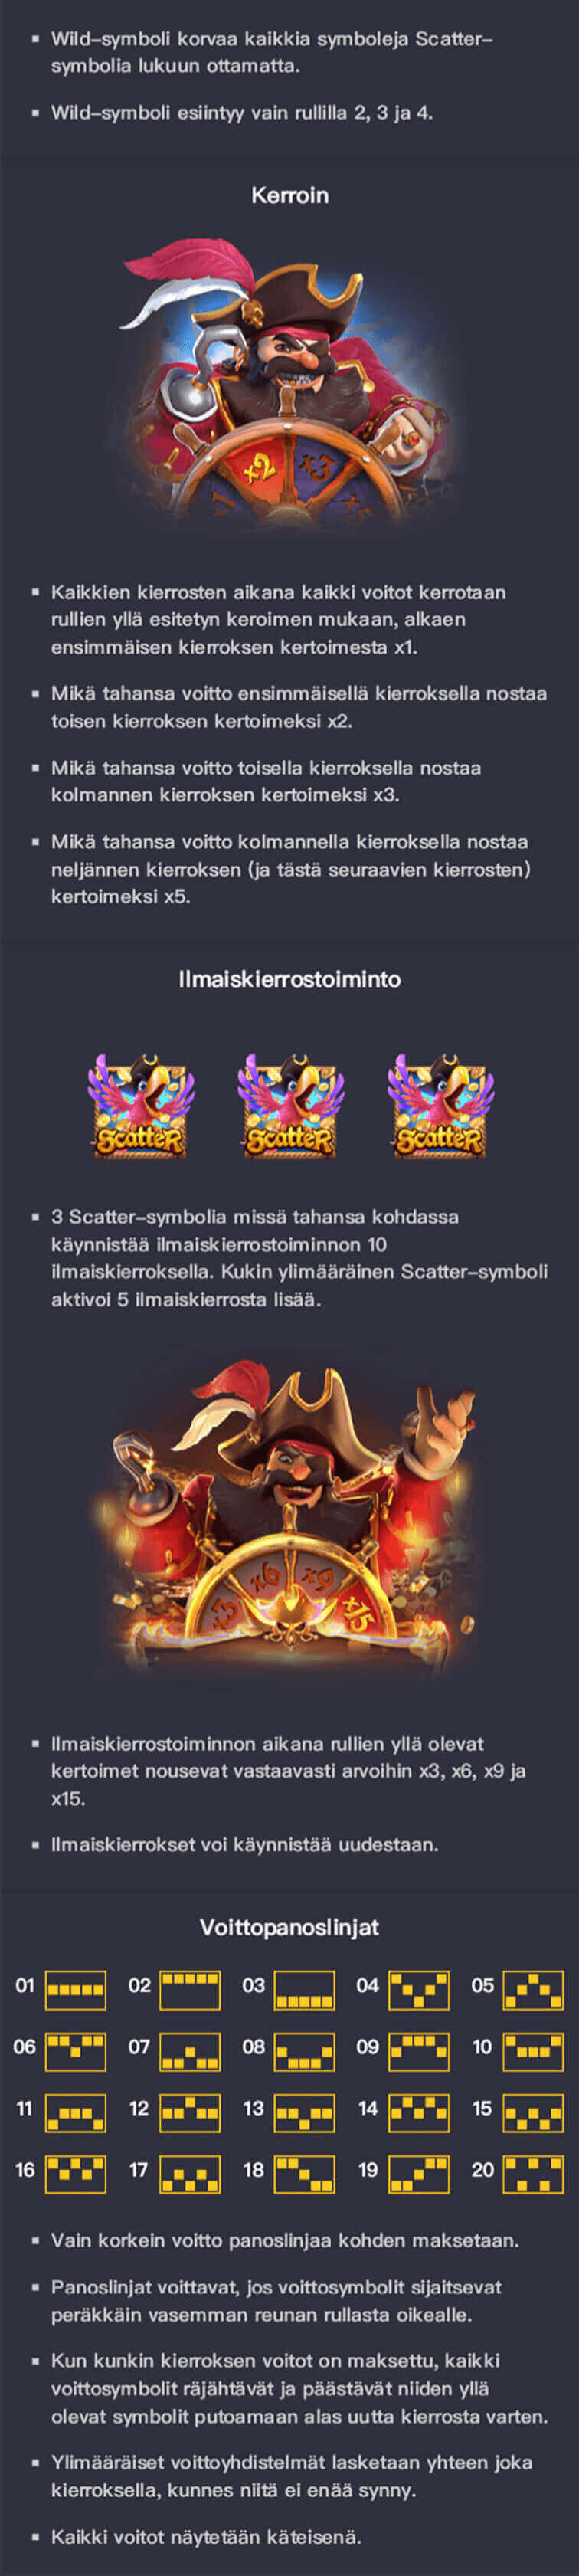 Wild-symboli korvaa kaikkia symboleja Scatter-
symbolia lukuun ottamatta.
Wild-symboli esiintyy vain rullilla 2, 3 ja 4.
Kerroin
x1 x2 x3 x5
Kaikkien kierrosten aikana kaikki voitot kerrotaan
rullien yllä esitetyn keroimen mukaan, alkaen
ensimmäisen kierroksen kertoimesta x1.
Mikä tahansa voitto ensimmäisellä kierroksella nostaa
toisen kierroksen kertoimeksi x2.
Mikä tahansa voitto toisella kierroksella nostaa
kolmannen kierroksen kertoimeksi x3.
Mikä tahansa voitto kolmannella kierroksella nostaa
neljännen kierroksen (ja tästä seuraavien kierrosten)
kertoimeksi x5.
Ilmaiskierrostoiminto
Scatter Scatter Scatter
3 Scatter-symbolia missä tahansa kohdassa
käynnistää ilmaiskierrostoiminnon 10
ilmaiskierroksella. Kukin ylimääräinen Scatter-symboli
aktivoi 5 ilmaiskierrosta lisää.
x3 x6 x9 x15
Ilmaiskierrostoiminnon aikana rullien yllä olevat
kertoimet nousevat vastaavasti arvoihin x3, x6, x9 ja
x15.
Ilmaiskierrokset voi käynnistää uudestaan.
Voittopanoslinjat
01 02 03 04 05
06 07 08 09 10
11 12 13 14 15
16 17 18 19 20
Vain korkein voitto panoslinjaa kohden maksetaan.
Panoslinjat voittavat, jos voittosymbolit sijaitsevat
peräkkäin vasemman reunan rullasta oikealle.
Kun kunkin kierroksen voitot on maksettu, kaikki
voittosymbolit räjähtävät ja päästävät niiden yllä
olevat symbolit putoamaan alas uutta kierrosta varten.
Ylimääräiset voittoyhdistelmät lasketaan yhteen joka
kierroksella, kunnes niitä ei enää synny.
Kaikki voitot näytetään käteisenä.